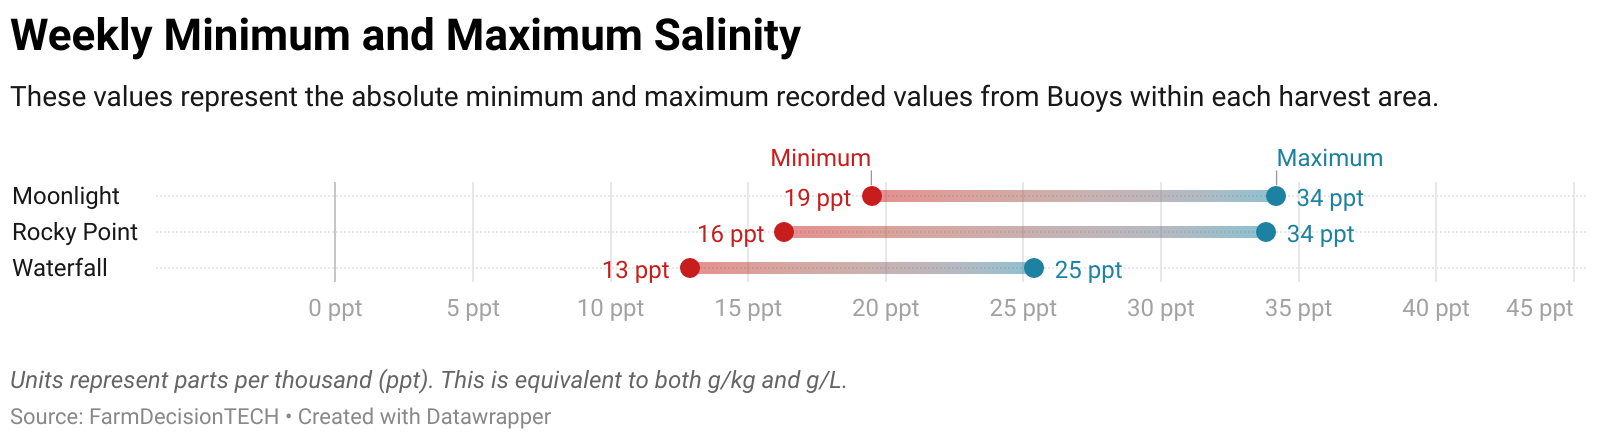 Weekly Minimum and Maximum Salinity
These values represent the absolute minimum and maximum recorded values from Buoys within each harvest area.
Minimum Maximum
Moonlight 19 ppt 34 ppt
Rocky Point 16 ppt 34 ppt
Waterfall 13 ppt 25 ppt
0 ppt 5 ppt 10 ppt 15 ppt 20 ppt 25 ppt 30 ppt 35 ppt 40 ppt 45 ppt
Units represent parts per thousand (ppt). This is equivalent to both g/kg and g/L.
Source: FarmDecisionTECH • Created with Datawrapper